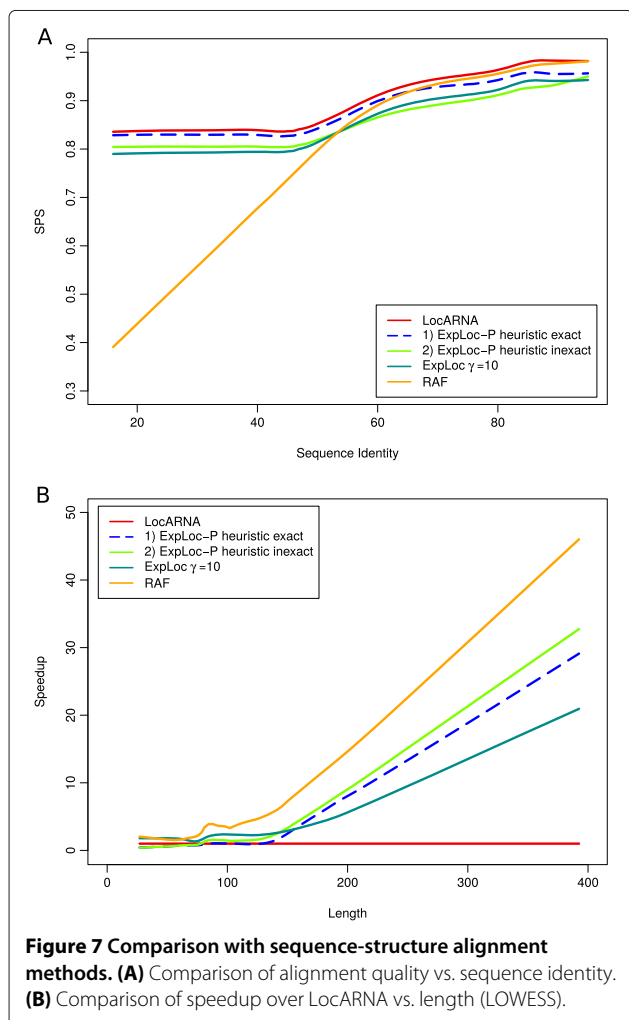 A
1.0
0.9
0.8
0.7
0.6
0.5
0.4
0.3
SPS
LocARNA
1) ExpLoc−P heuristic exact
2) ExpLoc−P heuristic inexact
ExpLoc γ =10
RAF
20 40 60 80
Sequence Identity
B
50
40
30
20
10
0
Speedup
LocARNA
1) ExpLoc−P heuristic exact
2) ExpLoc−P heuristic inexact
ExpLoc γ =10
RAF
0 100 200 300 400
Length
Figure 7 Comparison with sequence-structure alignment
methods. (A) Comparison of alignment quality vs. sequence identity.
(B) Comparison of speedup over LocARNA vs. length (LOWESS).